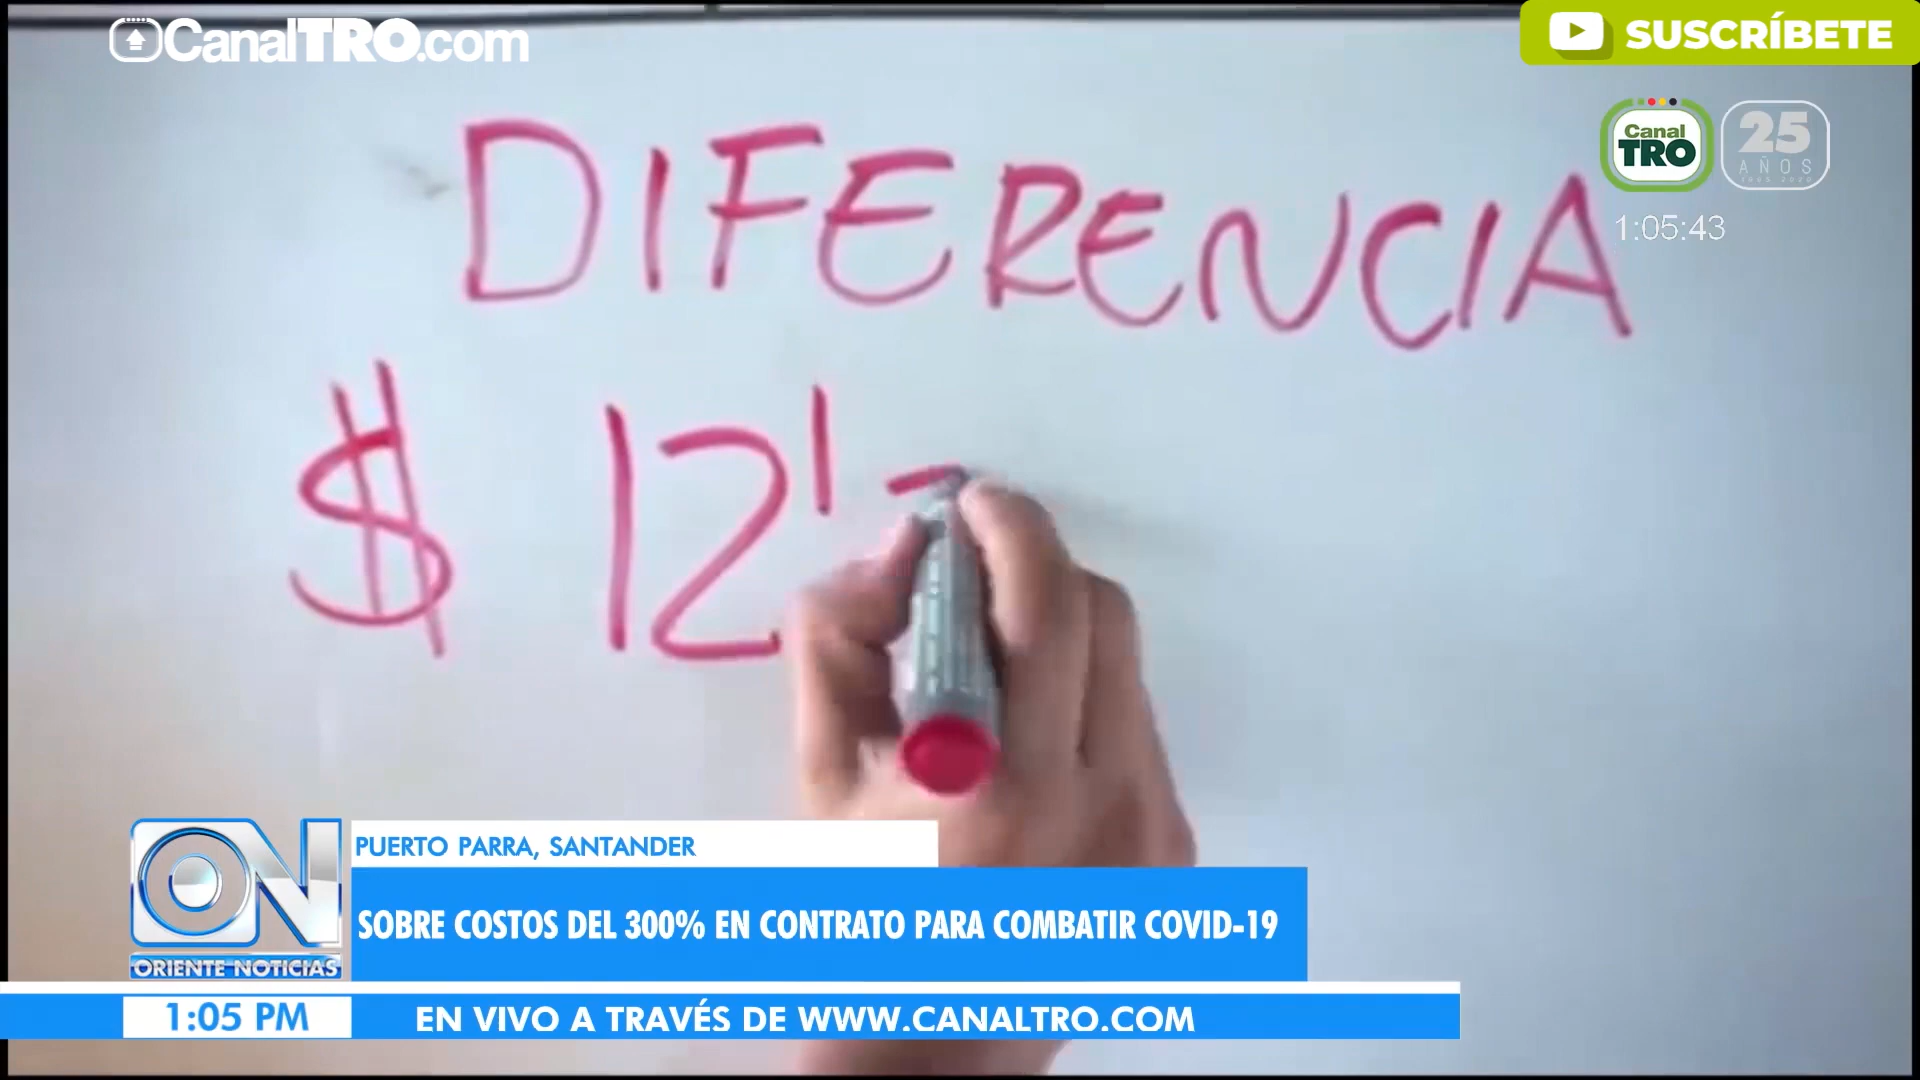 CanalTRO.com
SUSCRÍBETE
Canal
TRO
25
AÑOS
1:05:43
DIFERENCIA
$ 12'
ON
ORIENTE NOTICIAS
PUERTO PARRA, SANTANDER
SOBRE COSTOS DEL 300% EN CONTRATO PARA COMBATIR COVID-19
1:05 PM
EN VIVO A TRAVÉS DE WWW.CANALTRO.COM